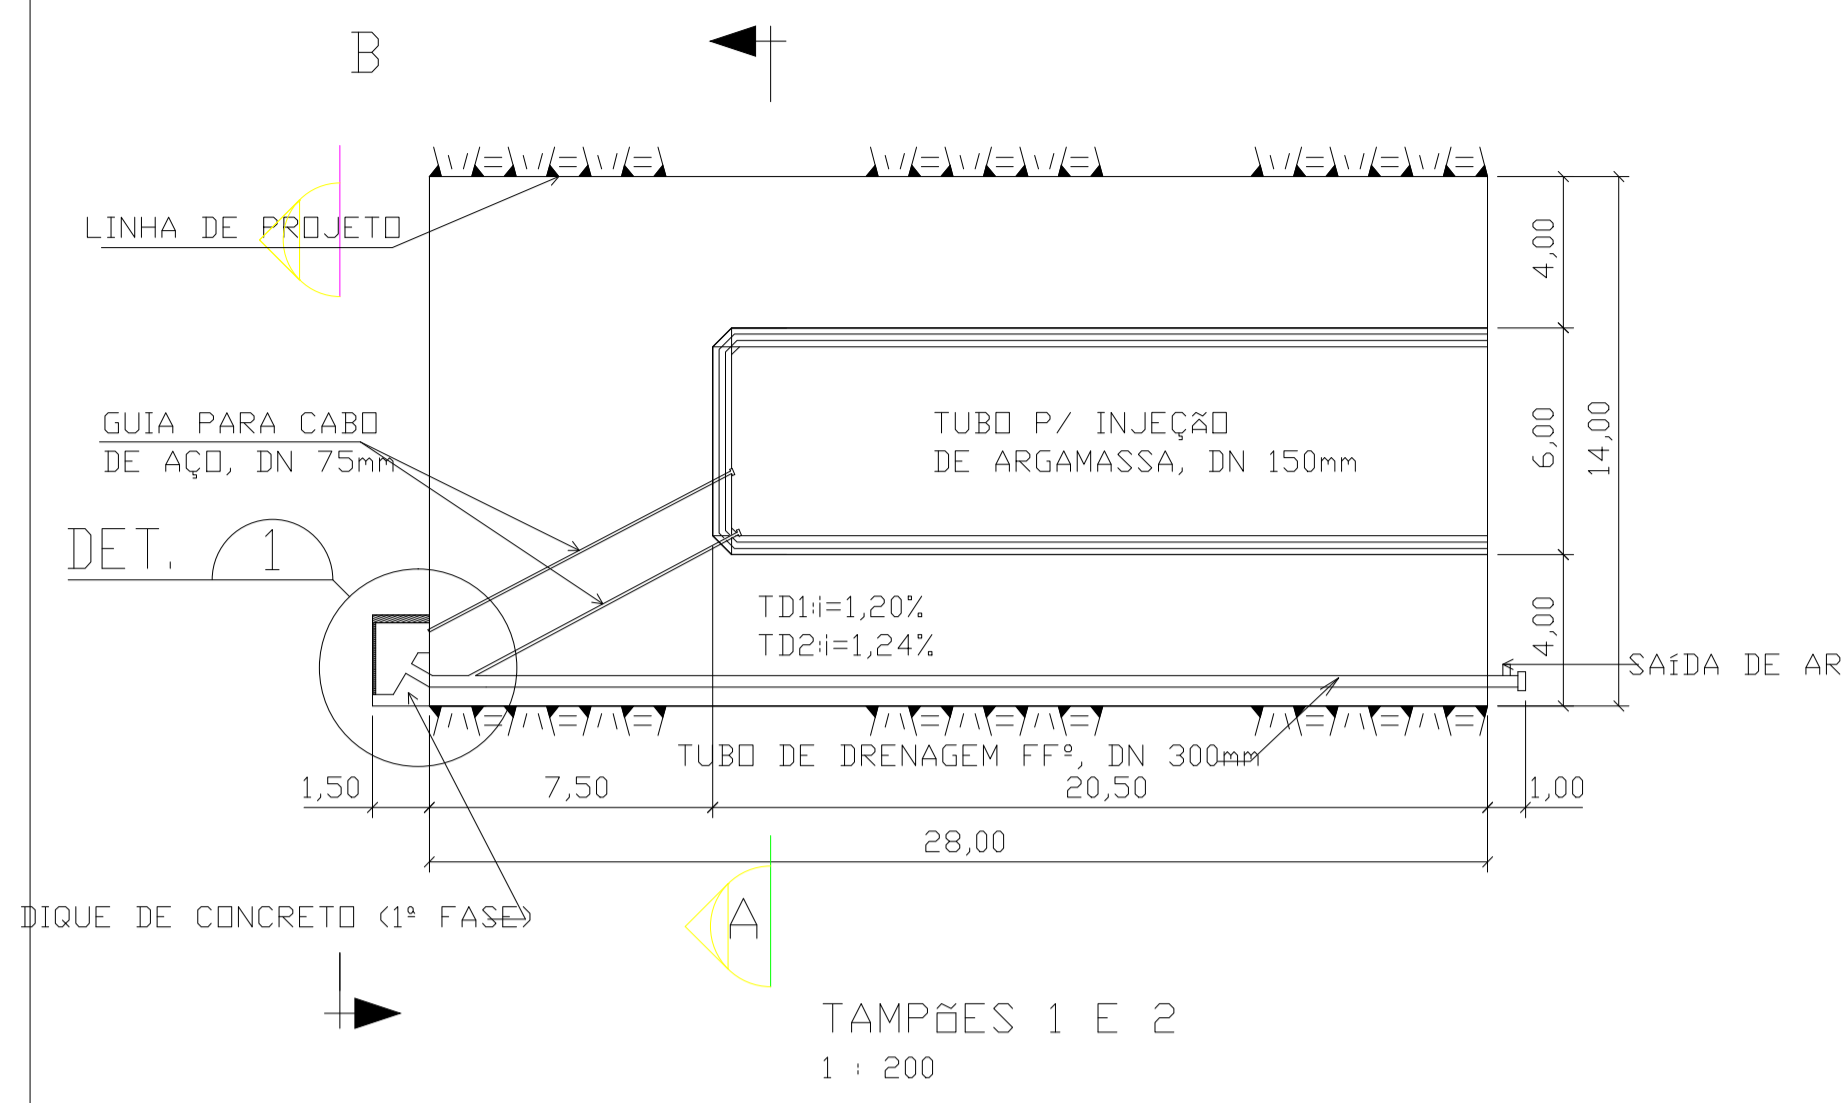 B
LINHA DE PROJETO
4,00
GUIA PARA CABO
DE AÇO, DN 75mm
TUBO P/ INJEÇÃO
DE ARGAMASSA, DN 150mm
6,00
14,00
DET. 1
TD1:i=1,20%
TD2:i=1,24%
4,00
SAÍDA DE AR
TUBO DE DRENAGEM FFº, DN 300mm
1,50
7,50
20,50
1,00
28,00
DIQUE DE CONCRETO (1ª FASE)
A
TAMPÕES 1 E 2
1 : 200